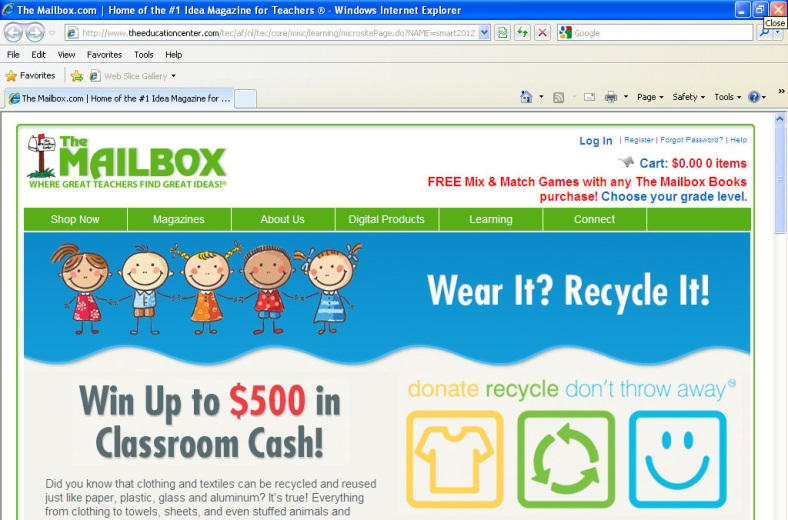 The Mailbox.com | Home of the #1 Idea Magazine for Teachers ® - Windows Internet Explorer
Close
http://www.theeducationcenter.com/tec/af/nl/tec/core/misc/learning/micrositePage.do?NAME=smart2012
Google
File Edit View Favorites Tools Help
Favorites Web Slice Gallery
The Mailbox.com | Home of the #1 Idea Magazine for ...
Page Safety Tools
The
MAILBOX
WHERE GREAT TEACHERS FIND GREAT IDEAS!®
Log In | Register | Forgot Password? | Help
Cart: $0.00 0 items
FREE Mix & Match Games with any The Mailbox Books
purchase! Choose your grade level.
Shop Now Magazines About Us Digital Products Learning Connect
Wear It? Recycle It!
Win Up to $500 in
Classroom Cash!
donate recycle don't throw away
Did you know that clothing and textiles can be recycled and reused
just like paper, plastic, glass and aluminum? It's true! Everything
from clothing to towels, sheets, and even stuffed animals and